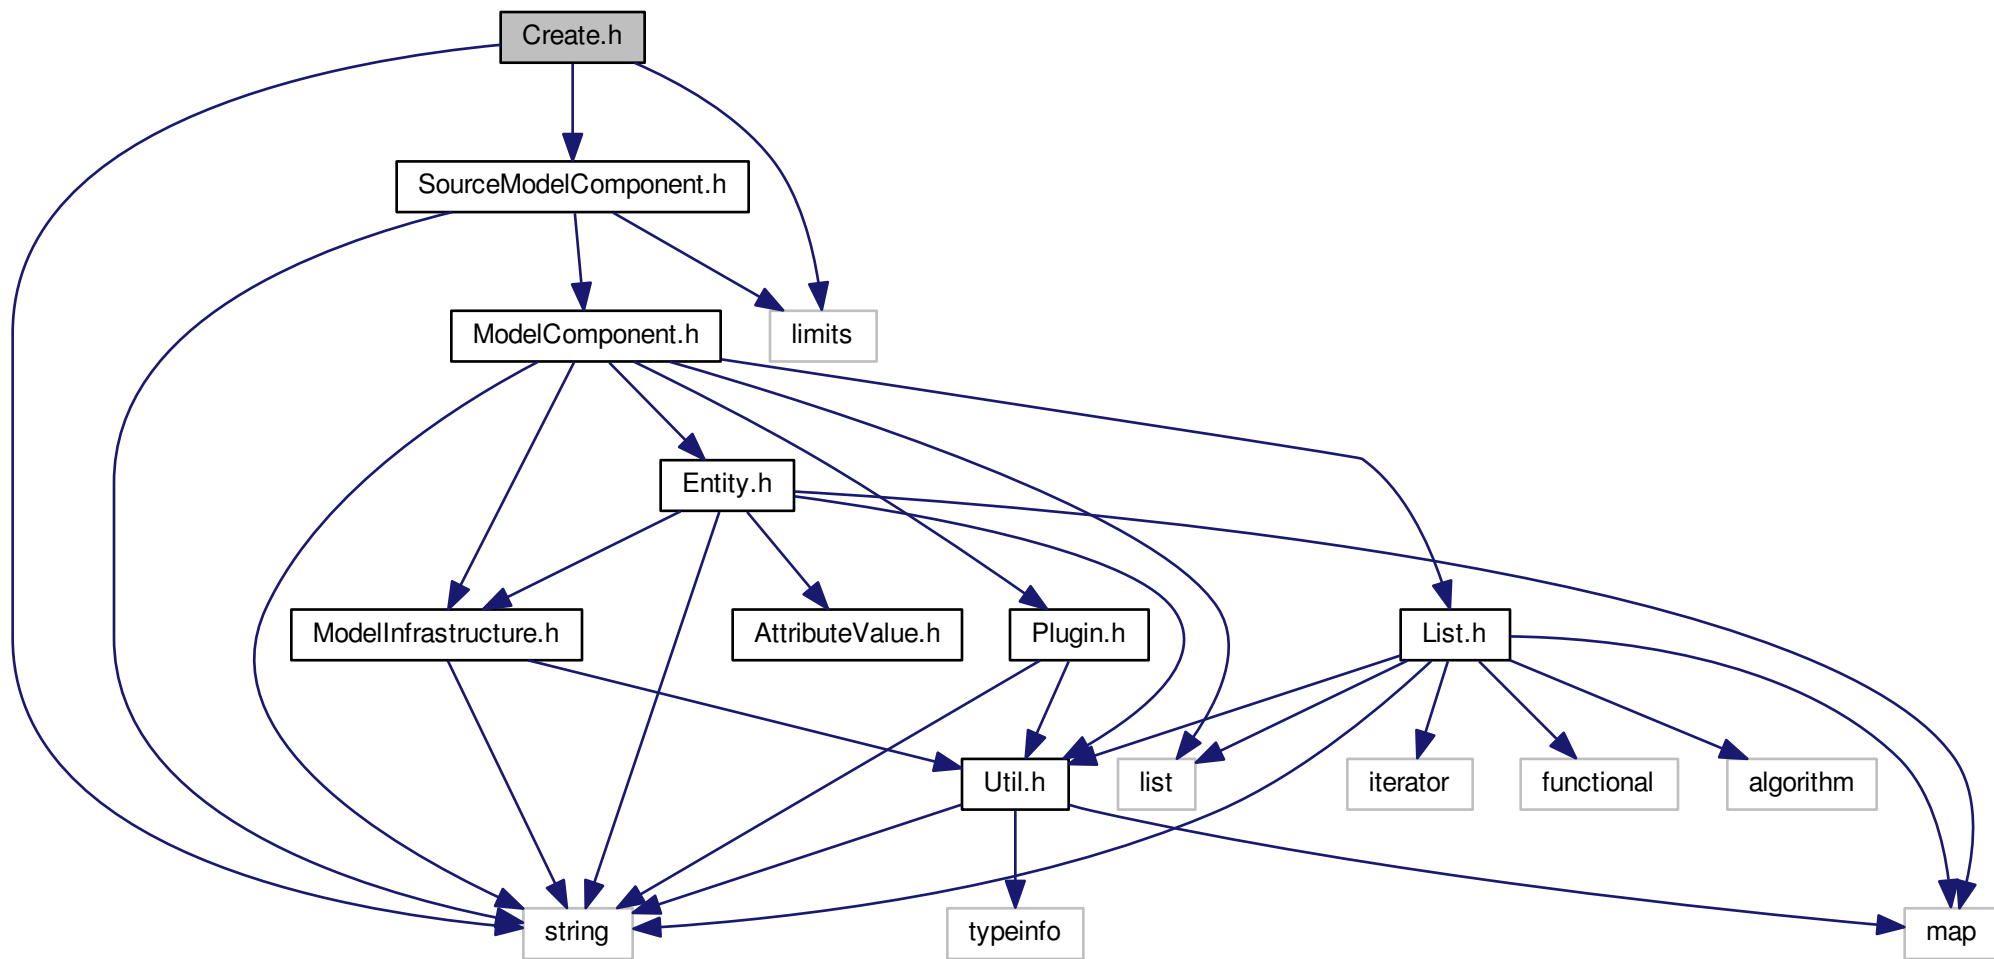 Create.h
SourceModelComponent.h
ModelComponent.h
limits
Entity.h
ModelInfrastructure.h
AttributeValue.h
Plugin.h
List.h
Util.h
list
iterator
functional
algorithm
string
typeinfo
map